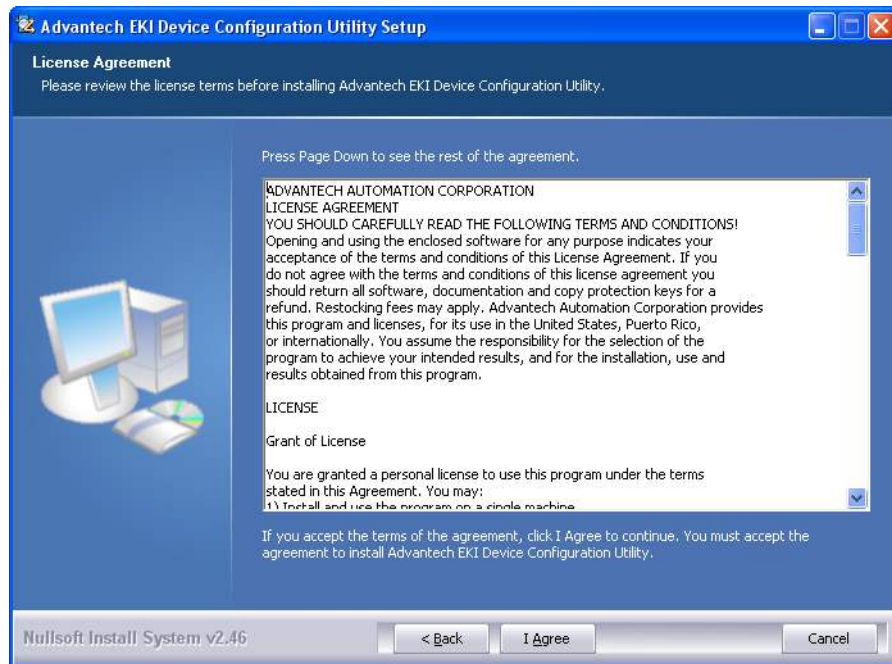 Advantech EKI Device Configuration Utility Setup
License Agreement
Please review the license terms before installing Advantech EKI Device Configuration Utility.
Press Page Down to see the rest of the agreement.
ADVANTECH AUTOMATION CORPORATION
LICENSE AGREEMENT
YOU SHOULD CAREFULLY READ THE FOLLOWING TERMS AND CONDITIONS!
Opening and using the enclosed software for any purpose indicates your
acceptance of the terms and conditions of this License Agreement. If you
do not agree with the terms and conditions of this license agreement you
should return all software, documentation and copy protection keys for a
refund. Restocking fees may apply. Advantech Automation Corporation provides
this program and licenses, for its use in the United States, Puerto Rico,
or internationally. You assume the responsibility for the selection of the
program to achieve your intended results, and for the installation, use and
results obtained from this program.
LICENSE
Grant of License
You are granted a personal license to use this program under the terms
stated in this Agreement. You may:
1) Install and use the program on a single machine
If you accept the terms of the agreement, click I Agree to continue. You must accept the
agreement to install Advantech EKI Device Configuration Utility.
Nullsoft Install System v2.46
< Back
I Agree
Cancel